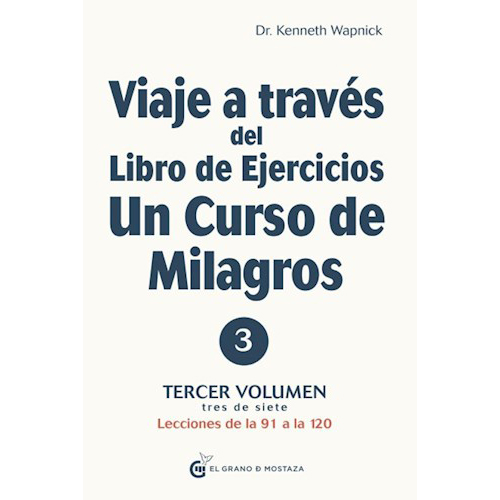 Dr. Kenneth Wapnick
Viaje a través
del
Libro de Ejercicios
Un Curso de
Milagros
3
TERCER VOLUMEN
tres de siete
Lecciones de la 91 a la 120
EL GRANO Ð MOSTAZA